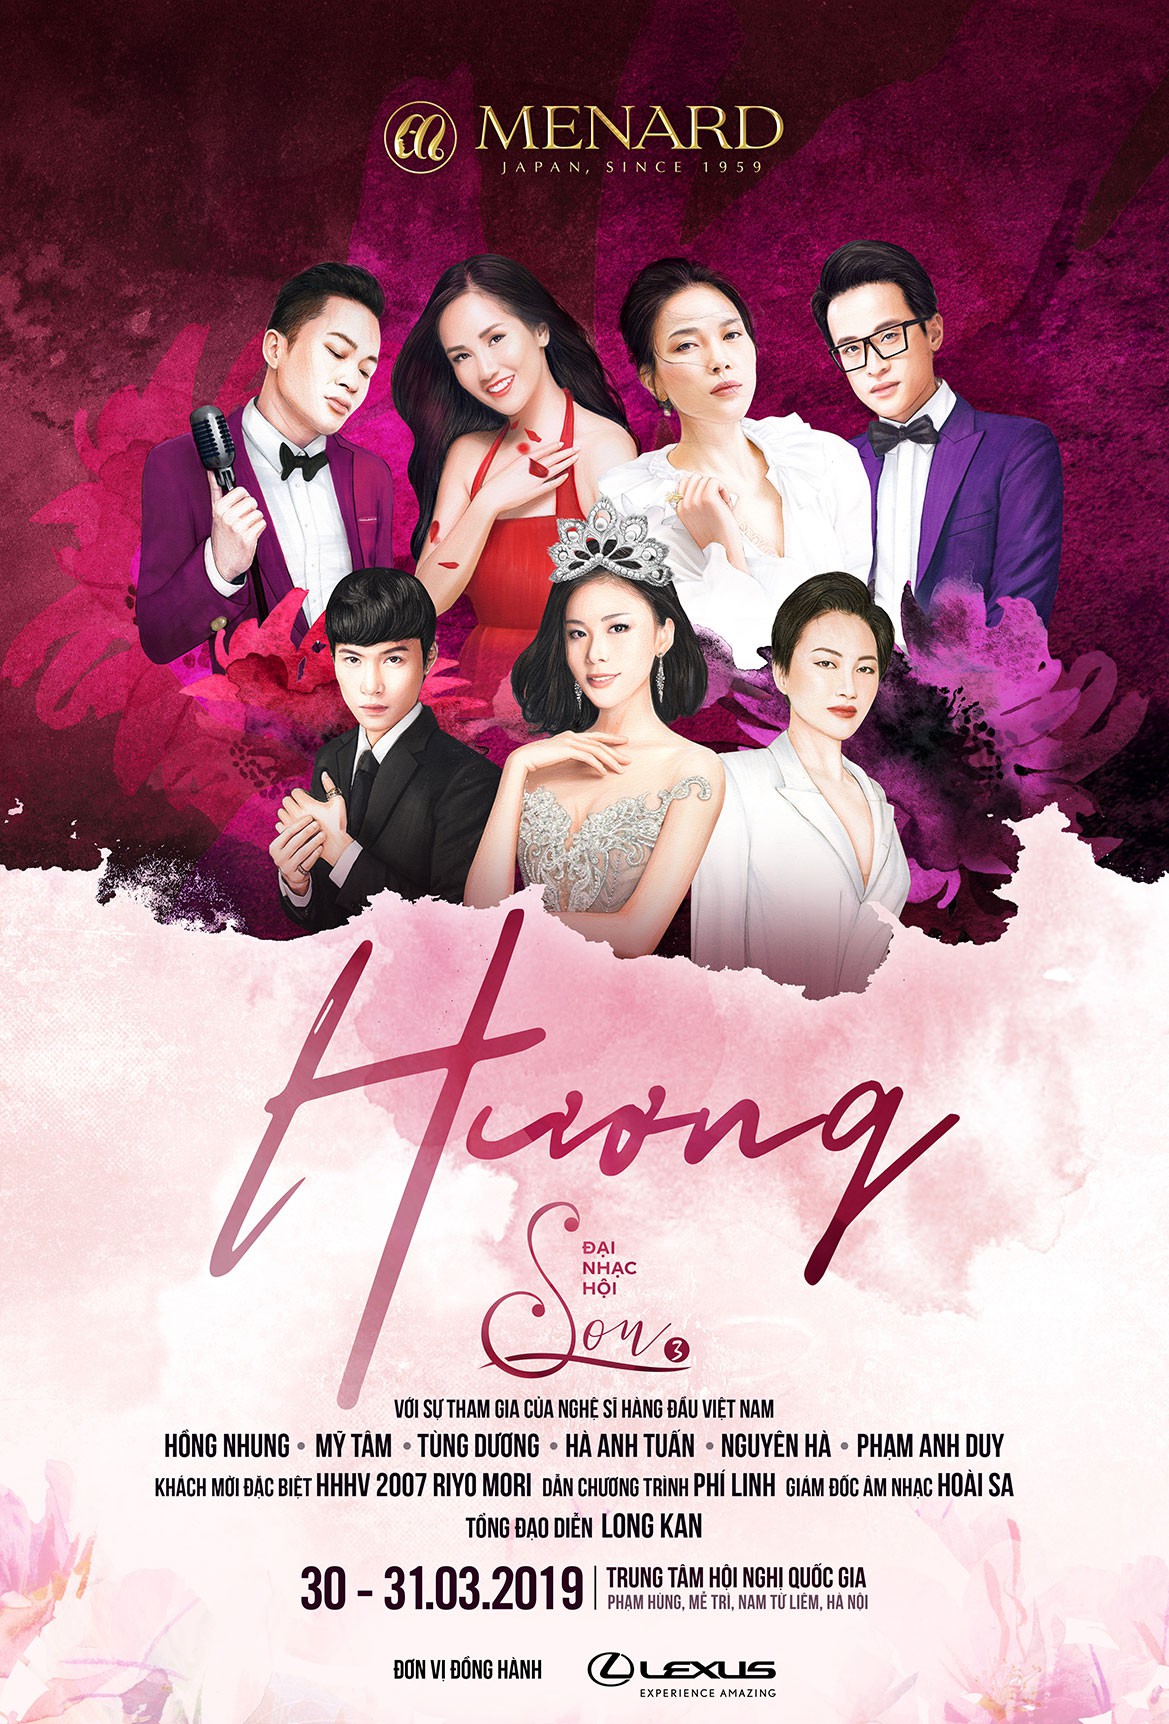 MENARD
JAPAN, SINCE 1959
Hương
ĐẠI
NHẠC
HỘI
Son 3
VỚI SỰ THAM GIA CỦA NGHỆ SĨ HÀNG ĐẦU VIỆT NAM
HỒNG NHUNG • MỸ TÂM • TÙNG DƯƠNG • HÀ ANH TUẤN • NGUYÊN HÀ • PHẠM ANH DUY
KHÁCH MỜI ĐẶC BIỆT HHHV 2007 RIYO MORI DẪN CHƯƠNG TRÌNH PHÍ LINH GIÁM ĐỐC ÂM NHẠC HOÀI SA
TỔNG ĐẠO DIỄN LONG KAN
30 - 31.03.2019 | TRUNG TÂM HỘI NGHỊ QUỐC GIA
PHẠM HÙNG, MỄ TRÌ, NAM TỪ LIÊM, HÀ NỘI
ĐƠN VỊ ĐỒNG HÀNH LEXUS
EXPERIENCE AMAZING